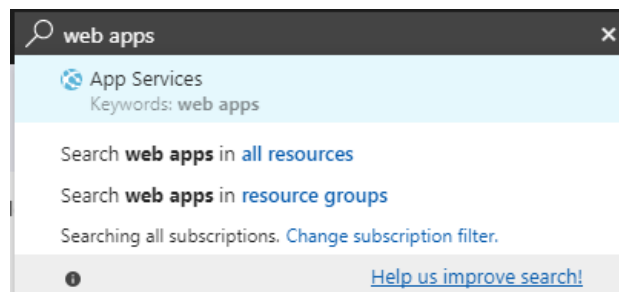 web apps
App Services
Keywords: web apps
Search web apps in all resources
Search web apps in resource groups
Searching all subscriptions. Change subscription filter.
Help us improve search!